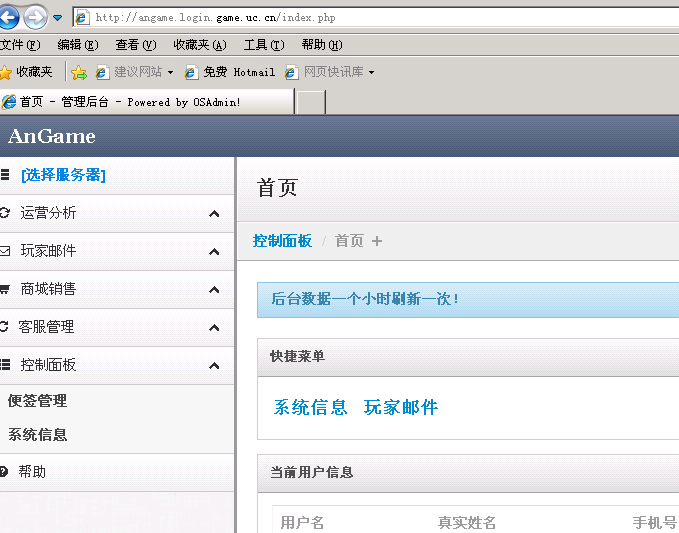 http://angame.login.game.uc.cn/index.php
文件(F) 编辑(E) 查看(V) 收藏夹(A) 工具(T) 帮助(H)
收藏夹 建议网站 免费 Hotmail 网页快讯库
首页 - 管理后台 - Powered by OSAdmin!
AnGame
[选择服务器]
运营分析
玩家邮件
商城销售
客服管理
控制面板
便签管理
系统信息
帮助
首页
控制面板 / 首页 +
后台数据一个小时刷新一次!
快捷菜单
系统信息 玩家邮件
当前用户信息
用户名 真实姓名 手机号